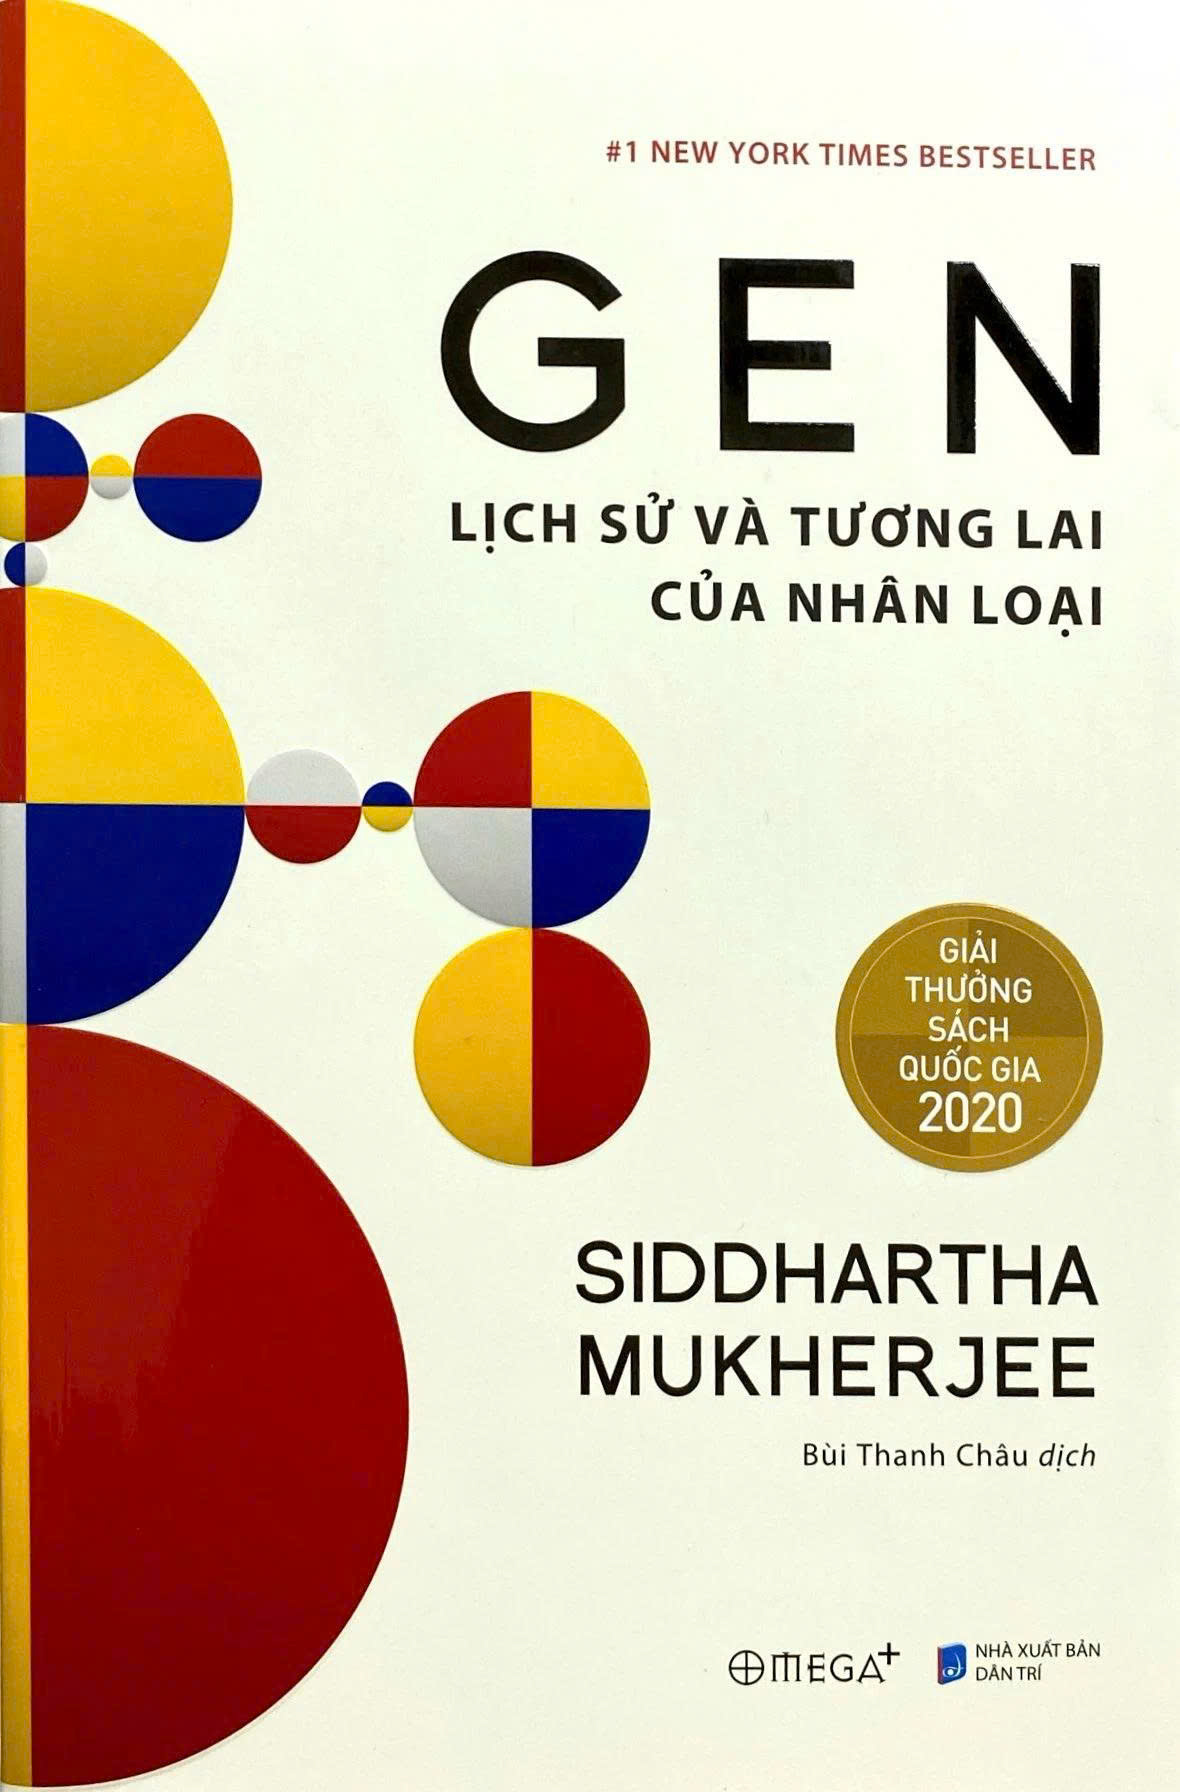 #1 NEW YORK TIMES BESTSELLER
GEN
LỊCH SỬ VÀ TƯƠNG LAI
CỦA NHÂN LOẠI
GIẢI
THƯỞNG
SÁCH
QUỐC GIA
2020
SIDDHARTHA
MUKHERJEE
Bùi Thanh Châu dịch
OMEGA+
NHÀ XUẤT BẢN
DÂN TRÍ